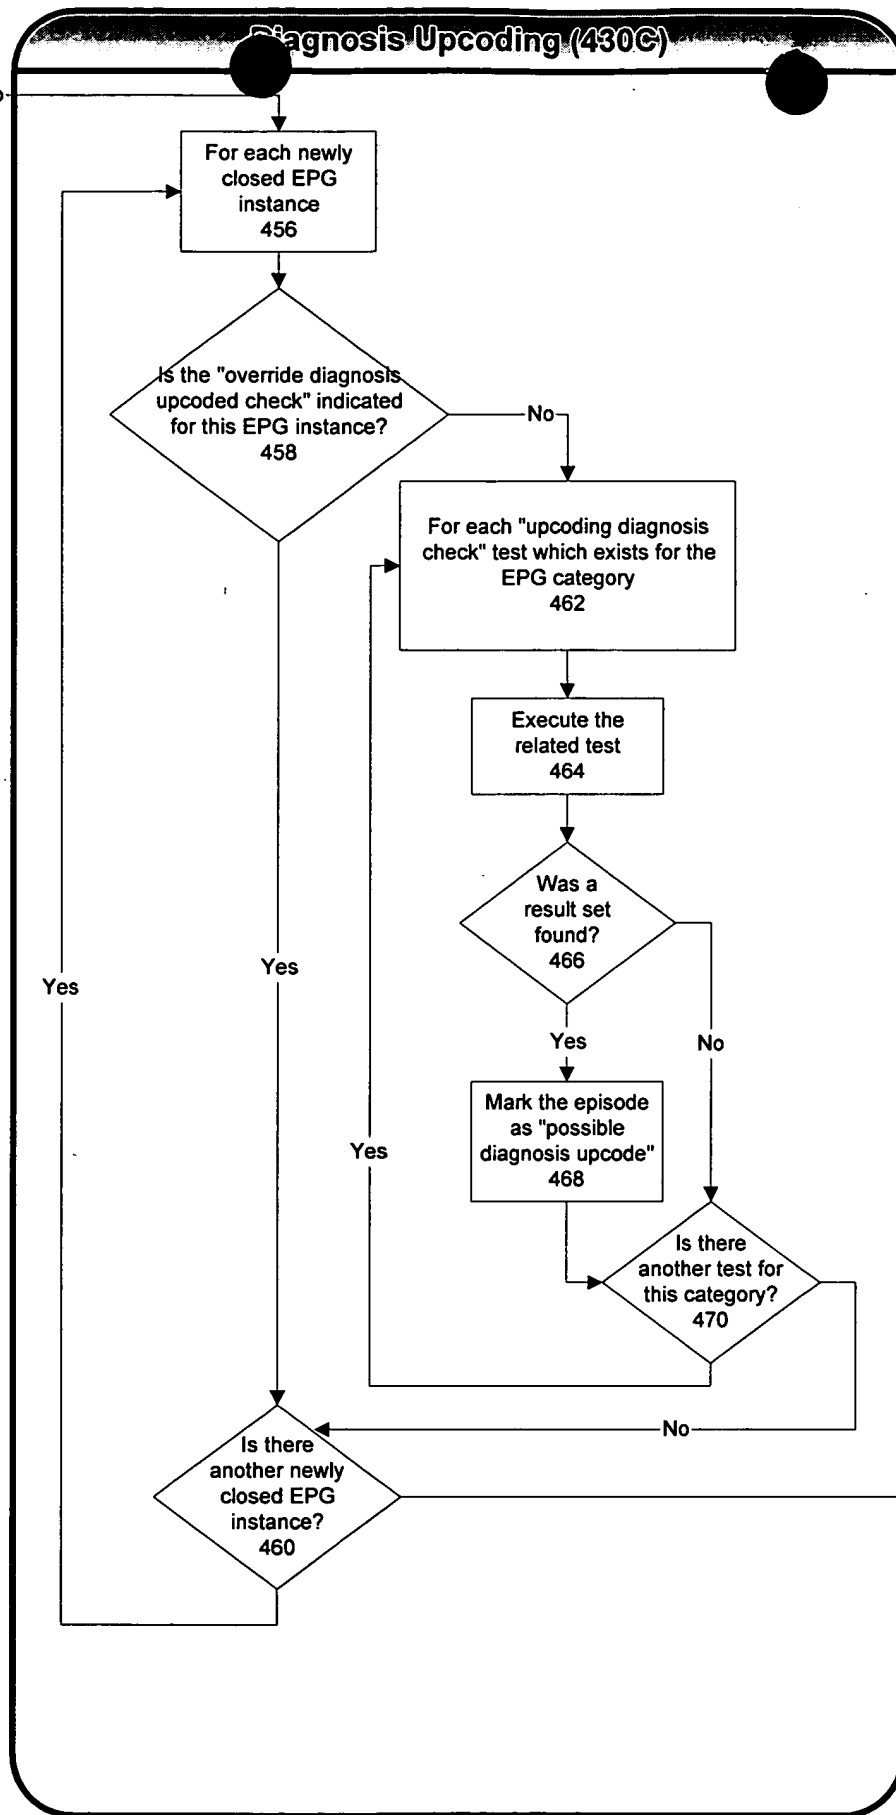 Diagnosis Upcoding (430C)
For each newly
closed EPG
instance
456
Is the "override diagnosis
upcoded check" indicated
for this EPG instance?
458
No
For each "upcoding diagnosis
check" test which exists for the
EPG category
462
Execute the
related test
464
Was a
result set
found?
466
Yes
Yes
Yes
No
Mark the episode
as "possible
diagnosis upcode"
468
Yes
Is there
another test for
this category?
470
No
Is there
another newly
closed EPG
instance?
460